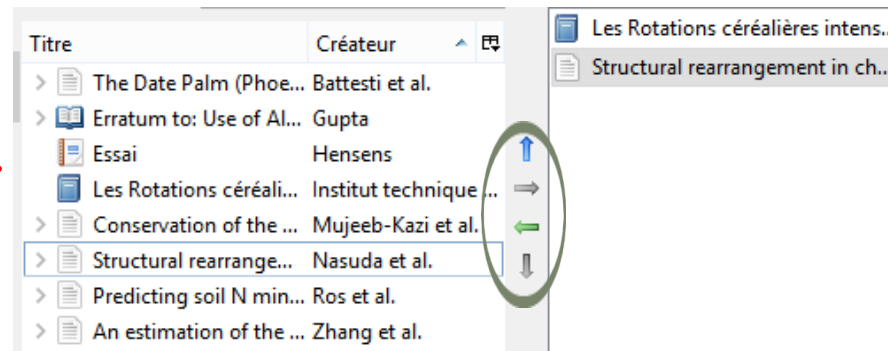 Titre Créateur
The Date Palm (Phoe... Battesti et al.
Erratum to: Use of Al... Gupta
Essai Hensens
Les Rotations céréali... Institut technique ...
Conservation of the ... Mujeeb-Kazi et al.
Structural rearrange... Nasuda et al.
Predicting soil N min... Ros et al.
An estimation of the ... Zhang et al.
Les Rotations céréalières intens..
Structural rearrangement in ch..